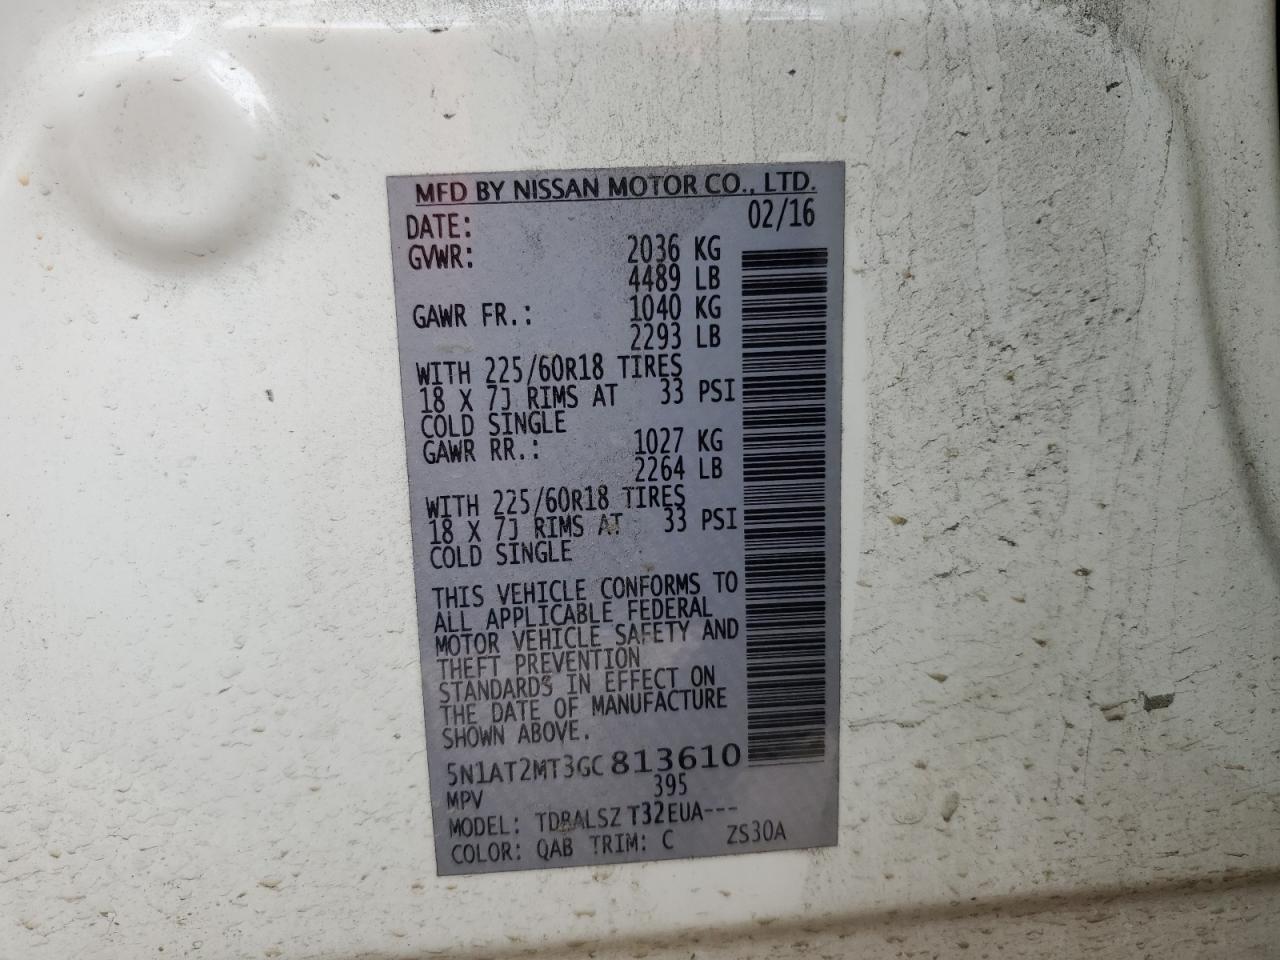 MFD BY NISSAN MOTOR CO., LTD.
DATE: 02/16
GVWR: 2036 KG
4489 LB
GAWR FR.: 1040 KG
2293 LB
WITH 225/60R18 TIRES
18 X 7J RIMS AT 33 PSI
COLD SINGLE
GAWR RR.: 1027 KG
2264 LB
WITH 225/60R18 TIRES
18 X 7J RIMS AT 33 PSI
COLD SINGLE
THIS VEHICLE CONFORMS TO
ALL APPLICABLE FEDERAL
MOTOR VEHICLE SAFETY AND
THEFT PREVENTION
STANDARDS IN EFFECT ON
THE DATE OF MANUFACTURE
SHOWN ABOVE.
5N1AT2MT3GC813610
MPV 395
MODEL: TDBALSZ T32EUA---
COLOR: QAB TRIM: C ZS30A